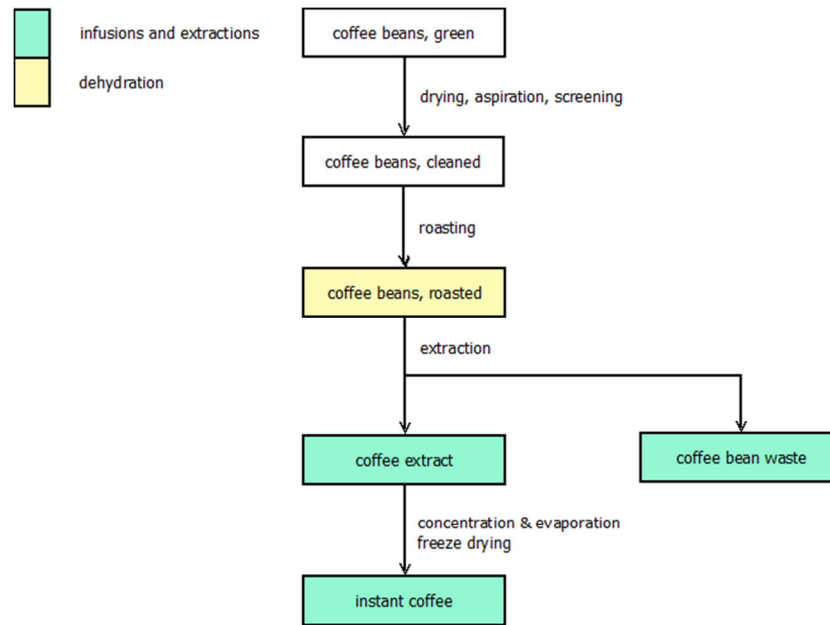 infusions and extractions
dehydration
coffee beans, green
drying, aspiration, screening
coffee beans, cleaned
roasting
coffee beans, roasted
extraction
coffee extract
coffee bean waste
concentration & evaporation
freeze drying
instant coffee